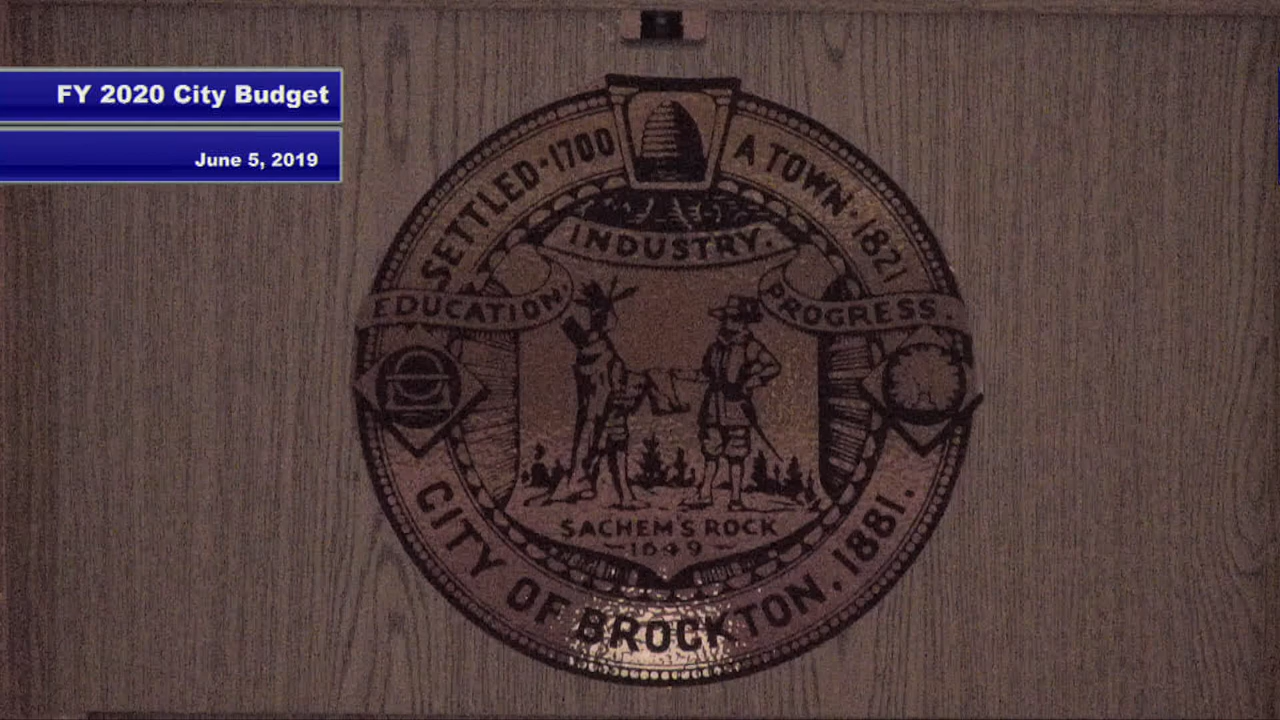 FY 2020 City Budget
June 5, 2019
SETTLED·1700
A TOWN·1821
INDUSTRY.
EDUCATION.
PROGRESS.
SACHEM'S ROCK
1649
CITY OF BROCKTON, 1881.